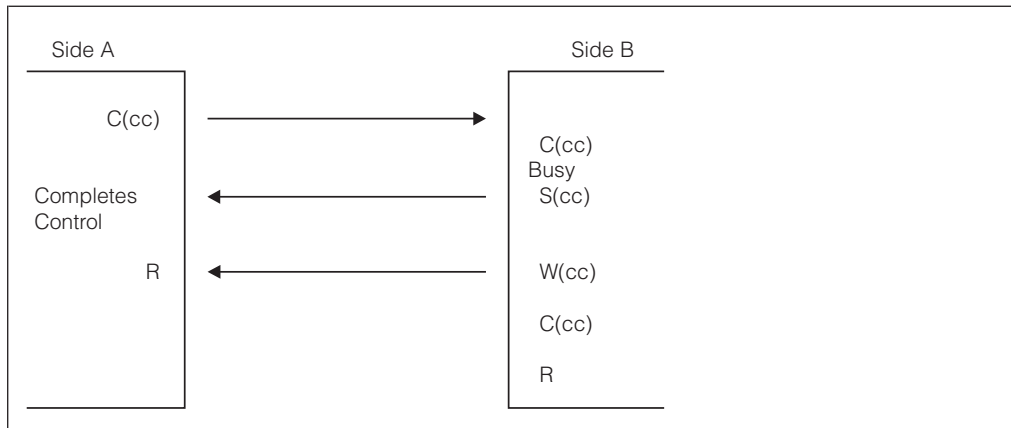 Side A
Side B
C(cc)
C(cc)
Busy
Completes
S(cc)
Control
R
W(cc)
C(cc)
R